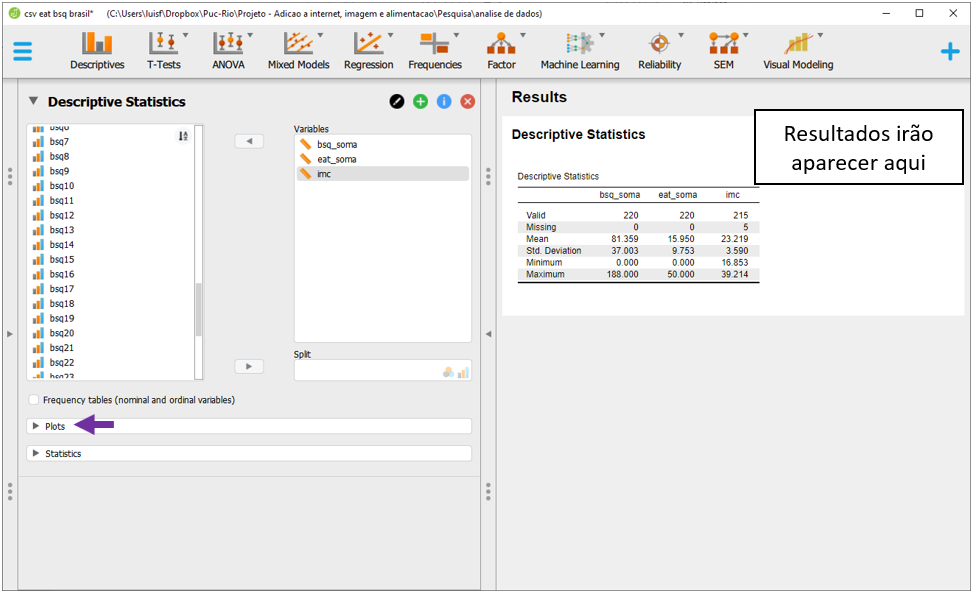 csv eat bsq brasil* (C:\Users\luisf\Dropbox\Puc-Rio\Projeto - Adicao a internet, imagem e alimentacao\Pesquisa\analise de dados)
Descriptives T-Tests ANOVA Mixed Models Regression Frequencies Factor Machine Learning Reliability SEM Visual Modeling
Descriptive Statistics
bsq6
bsq7
bsq8
bsq9
bsq10
bsq11
bsq12
bsq13
bsq14
bsq15
bsq16
bsq17
bsq18
bsq19
bsq20
bsq21
bsq22
bsq23
Variables
bsq_soma
eat_soma
imc
Split
Frequency tables (nominal and ordinal variables)
Plots
Statistics
Results
Descriptive Statistics
Resultados irão
aparecer aqui
Descriptive Statistics
bsq_soma eat_soma imc
Valid 220 220 215
Missing 0 0 5
Mean 81.359 15.950 23.219
Std. Deviation 37.003 9.753 3.590
Minimum 0.000 0.000 16.853
Maximum 188.000 50.000 39.214